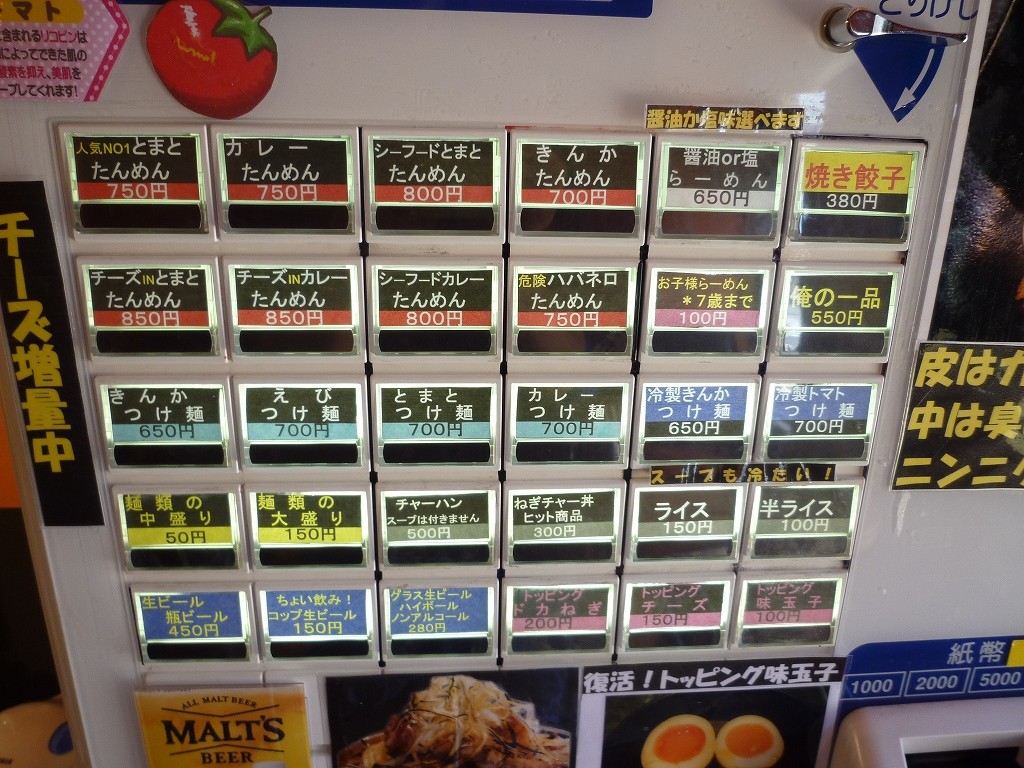 マト
含まれるリコピンは
によってできた肌の
酸素を抑え、美肌を
ープしてくれます!
とりけし
醤油か塩味選べます
人気NO1とまと
たんめん
750円
カレー
たんめん
750円
シーフードとまと
たんめん
800円
きんか
たんめん
700円
醤油or塩
らーめん
650円
焼き餃子
380円
チーズINとまと
たんめん
850円
チーズINカレー
たんめん
850円
シーフードカレー
たんめん
800円
危険ハバネロ
たんめん
750円
お子様らーめん
*7歳まで
100円
俺の一品
550円
きんか
つけ麺
650円
えび
つけ麺
700円
とまと
つけ麺
700円
カレー
つけ麺
700円
冷製きんか
つけ麺
650円
冷製トマト
つけ麺
700円
スープも冷たい!
麺類の
中盛り
50円
麺類の
大盛り
150円
チャーハン
スープは付きません
500円
ねぎチャー丼
ヒット商品
300円
ライス
150円
半ライス
100円
生ビール
瓶ビール
450円
ちょい飲み!
コップ生ビール
150円
グラス生ビール
ハイボール
ノンアルコール
280円
トッピング
ドカねぎ
200円
トッピング
チーズ
150円
トッピング
味玉子
100円
チーズ増量中
皮は
中は臭
ニンニ
ALL MALT BEER
MALT'S
BEER
復活!トッピング味玉子
紙幣
1000
2000
5000